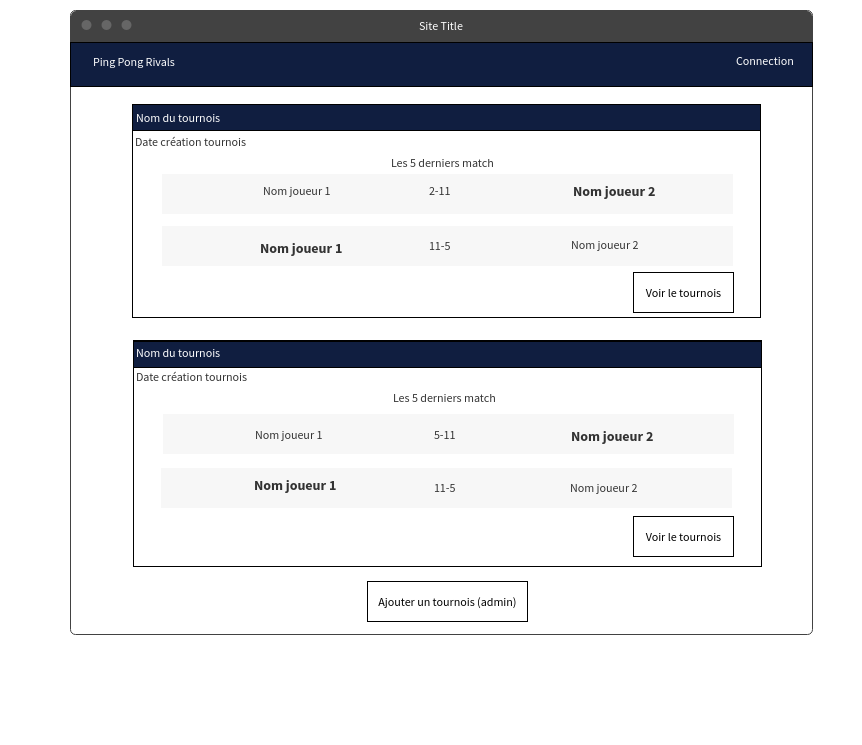 Site Title
Ping Pong Rivals
Connection
Nom du tournois
Date création tournois
Les 5 derniers match
Nom joueur 1 2-11 Nom joueur 2
Nom joueur 1 11-5 Nom joueur 2
Voir le tournois
Nom du tournois
Date création tournois
Les 5 derniers match
Nom joueur 1 5-11 Nom joueur 2
Nom joueur 1 11-5 Nom joueur 2
Voir le tournois
Ajouter un tournois (admin)